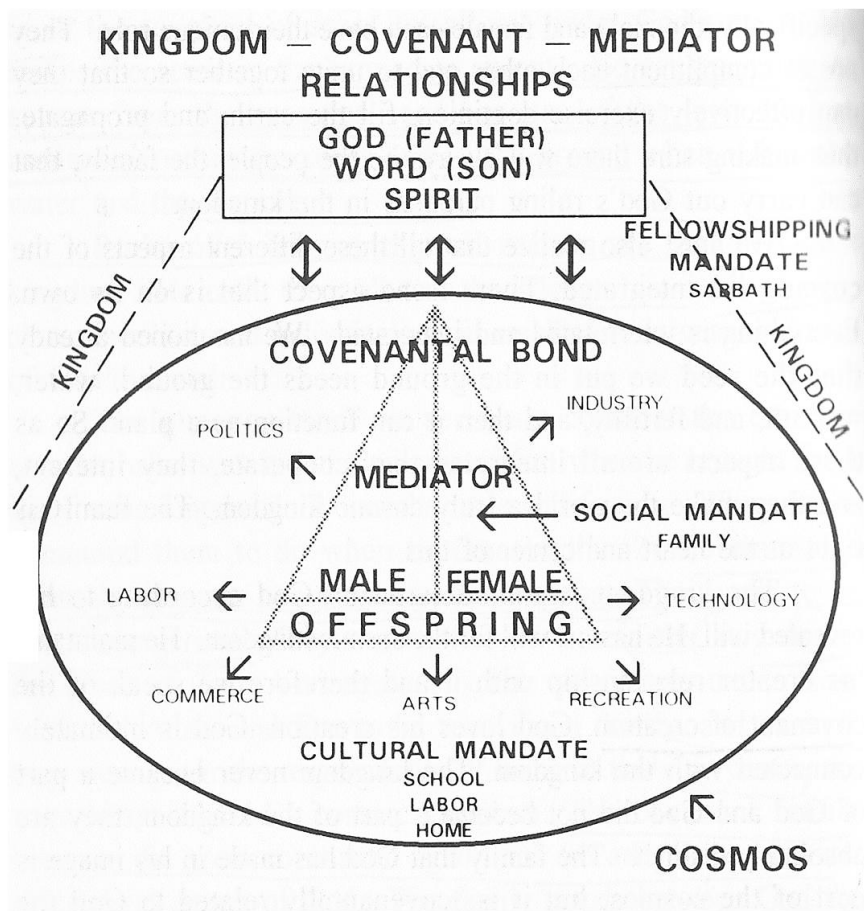 KINGDOM – COVENANT – MEDIATOR
RELATIONSHIPS
GOD (FATHER)
WORD (SON)
SPIRIT
FELLOWSHIPPING
MANDATE
SABBATH
KINGDOM
KINGDOM
COVENANTAL BOND
INDUSTRY
POLITICS
MEDIATOR
SOCIAL MANDATE
FAMILY
MALE FEMALE
LABOR
TECHNOLOGY
OFFSPRING
COMMERCE
ARTS
RECREATION
CULTURAL MANDATE
SCHOOL
LABOR
HOME
COSMOS